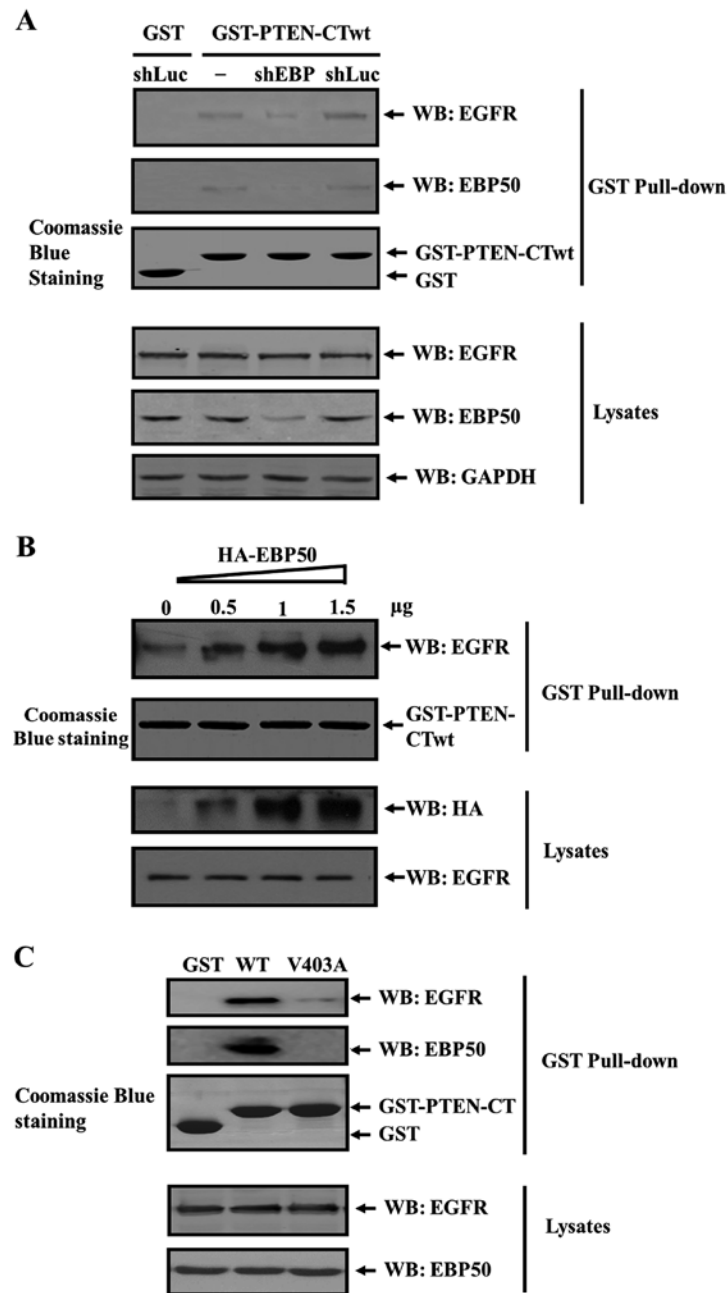 A
GST GST-PTEN-CTwt
shLuc – shEBP shLuc
WB: EGFR
WB: EBP50
GST Pull-down
Coomassie
Blue
Staining
GST-PTEN-CTwt
GST
WB: EGFR
WB: EBP50
Lysates
WB: GAPDH
B
HA-EBP50
0 0.5 1 1.5 µg
WB: EGFR
GST Pull-down
Coomassie
Blue staining
GST-PTEN-
CTwt
WB: HA
Lysates
WB: EGFR
C
GST WT V403A
WB: EGFR
WB: EBP50
GST Pull-down
Coomassie Blue
staining
GST-PTEN-CT
GST
WB: EGFR
Lysates
WB: EBP50